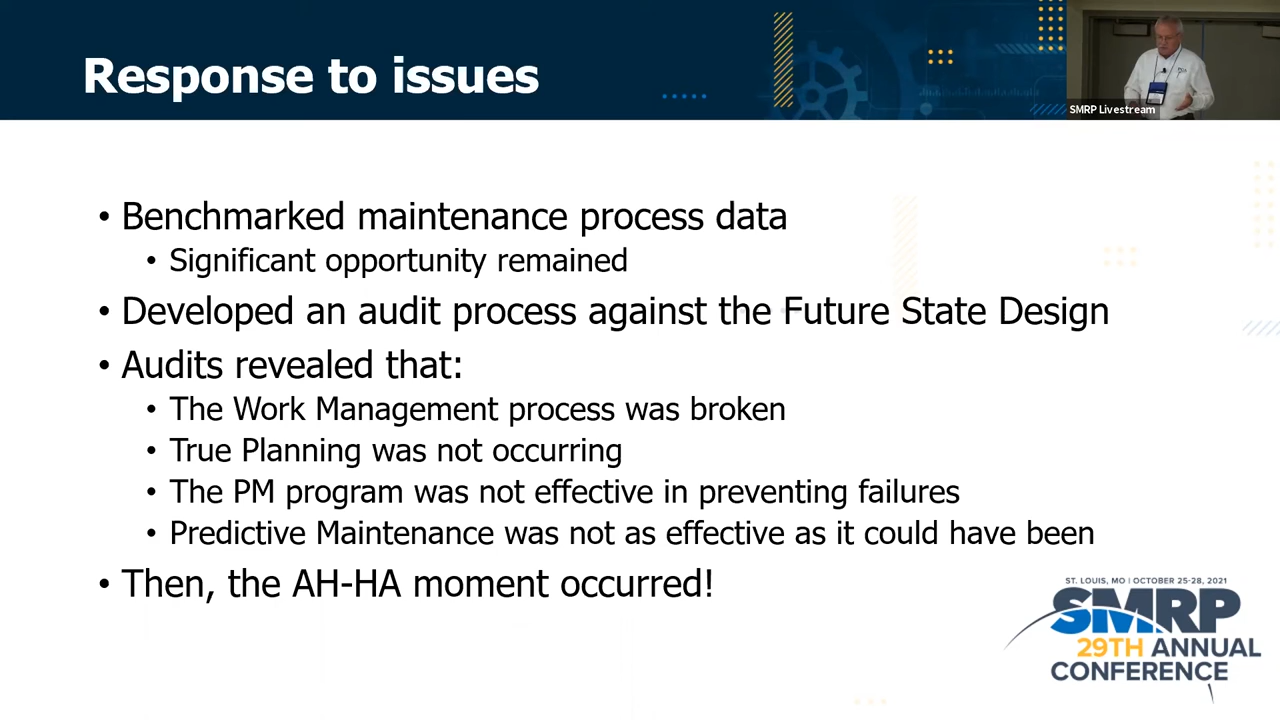 Response to issues
SMRP Livestream
• Benchmarked maintenance process data
• Significant opportunity remained
• Developed an audit process against the Future State Design
• Audits revealed that:
• The Work Management process was broken
• True Planning was not occurring
• The PM program was not effective in preventing failures
• Predictive Maintenance was not as effective as it could have been
• Then, the AH-HA moment occurred!
ST. LOUIS, MO | OCTOBER 25-28, 2021
SMRP
29TH ANNUAL
CONFERENCE